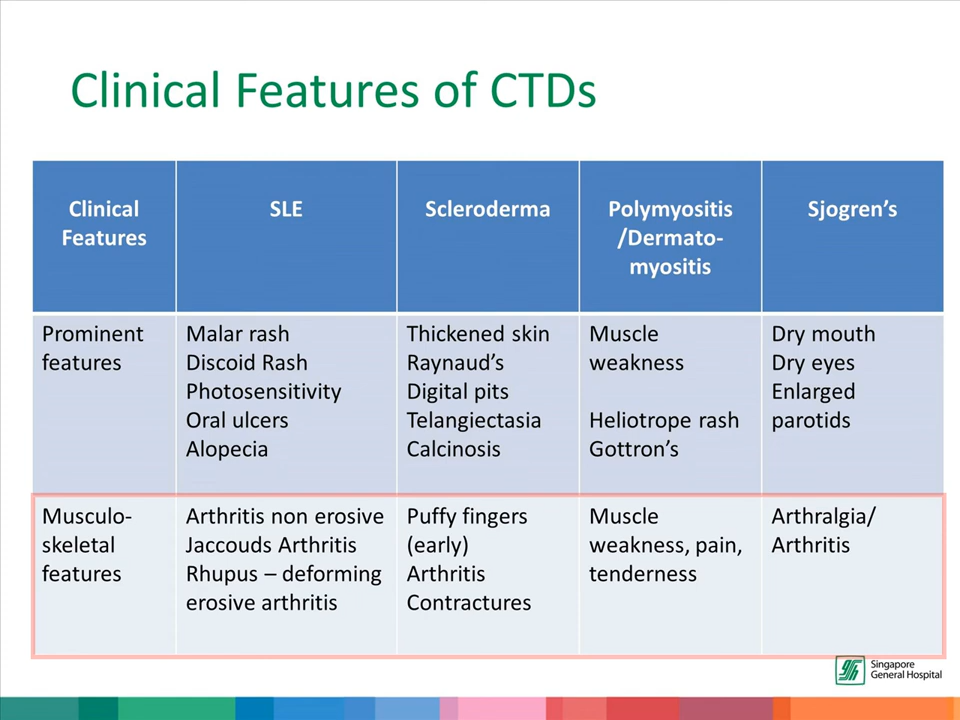 Clinical Features of CTDs
Clinical
Features
SLE
Scleroderma
Polymyositis
/Dermato-
myositis
Sjogren’s
Prominent
features
Malar rash
Discoid Rash
Photosensitivity
Oral ulcers
Alopecia
Thickened skin
Raynaud’s
Digital pits
Telangiectasia
Calcinosis
Muscle
weakness
Heliotrope rash
Gottron’s
Dry mouth
Dry eyes
Enlarged
parotids
Musculo-
skeletal
features
Arthritis non erosive
Jaccouds Arthritis
Rhupus – deforming
erosive arthritis
Puffy fingers
(early)
Arthritis
Contractures
Muscle
weakness, pain,
tenderness
Arthralgia/
Arthritis
Singapore
General Hospital